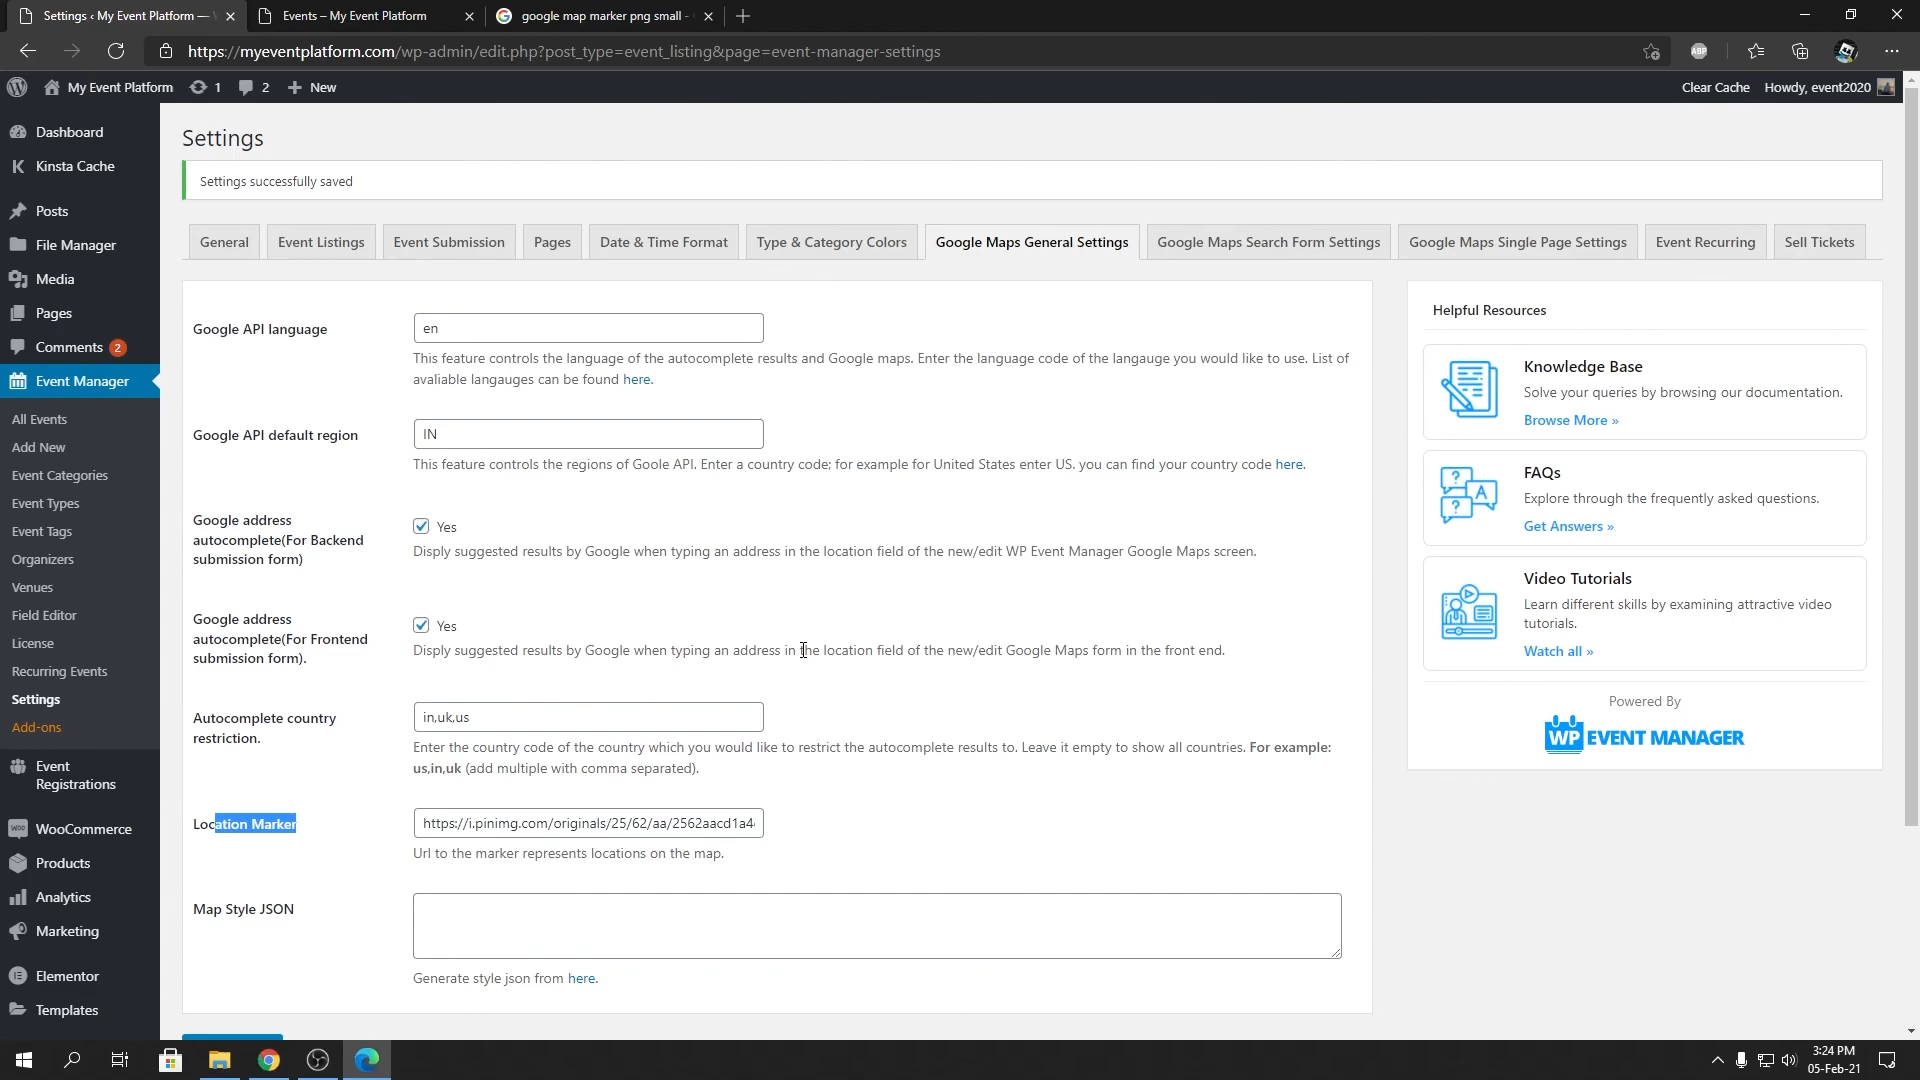 Settings ‹ My Event Platform —
Events – My Event Platform
google map marker png small -
https://myeventplatform.com/wp-admin/edit.php?post_type=event_listing&page=event-manager-settings
ABP
My Event Platform
1
2
New
Clear Cache
Howdy, event2020
Dashboard
Kinsta Cache
Posts
File Manager
Media
Pages
Comments 2
Event Manager
All Events
Add New
Event Categories
Event Types
Event Tags
Organizers
Venues
Field Editor
License
Recurring Events
Settings
Add-ons
Event
Registrations
WooCommerce
Products
Analytics
Marketing
Elementor
Templates
Settings
Settings successfully saved
General
Event Listings
Event Submission
Pages
Date & Time Format
Type & Category Colors
Google Maps General Settings
Google Maps Search Form Settings
Google Maps Single Page Settings
Event Recurring
Sell Tickets
Google API language
en
This feature controls the language of the autocomplete results and Google maps. Enter the language code of the langauge you would like to use. List of
avaliable langauges can be found here.
Google API default region
IN
This feature controls the regions of Goole API. Enter a country code; for example for United States enter US. you can find your country code here.
Google address
autocomplete(For Backend
submission form)
Yes
Disply suggested results by Google when typing an address in the location field of the new/edit WP Event Manager Google Maps screen.
Google address
autocomplete(For Frontend
submission form).
Yes
Disply suggested results by Google when typing an address in the location field of the new/edit Google Maps form in the front end.
Autocomplete country
restriction.
in,uk,us
Enter the country code of the country which you would like to restrict the autocomplete results to. Leave it empty to show all countries. For example:
us,in,uk (add multiple with comma separated).
Location Marker
https://i.pinimg.com/originals/25/62/aa/2562aacd1a4
Url to the marker represents locations on the map.
Map Style JSON
Generate style json from here.
Helpful Resources
Knowledge Base
Solve your queries by browsing our documentation.
Browse More »
FAQs
Explore through the frequently asked questions.
Get Answers »
Video Tutorials
Learn different skills by examining attractive video
tutorials.
Watch all »
Powered By
WP EVENT MANAGER
3:24 PM
05-Feb-21